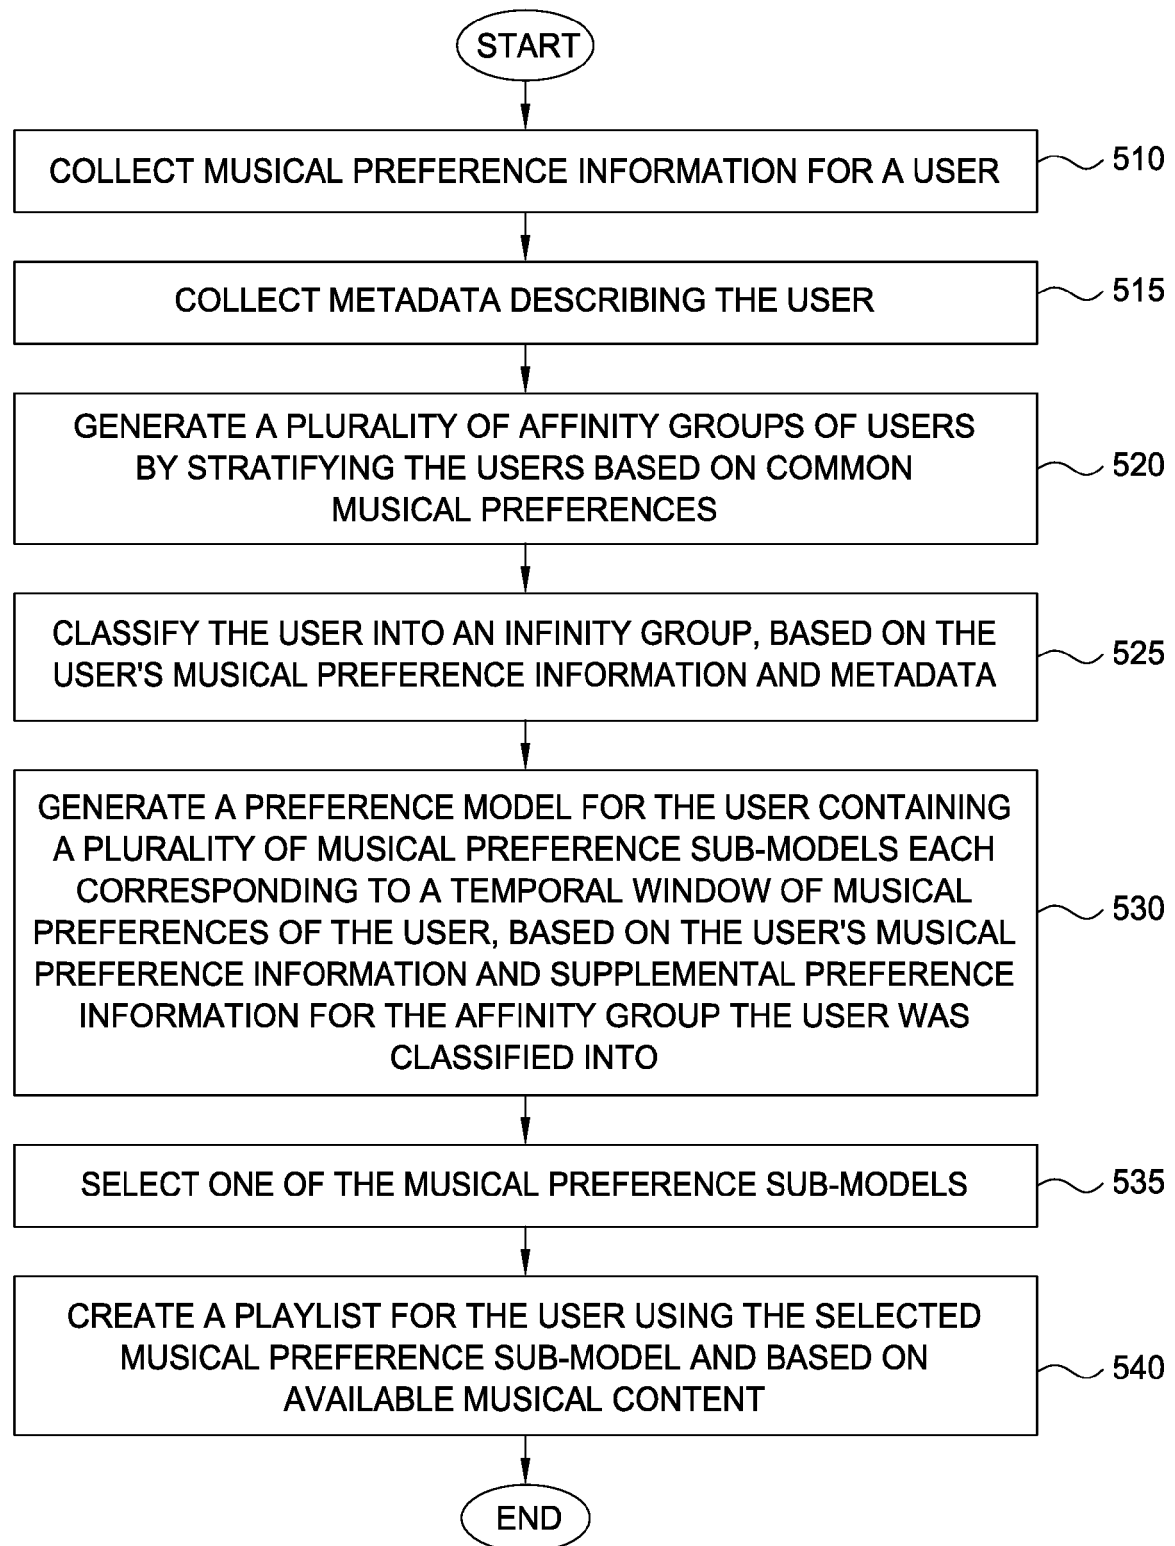 START
COLLECT MUSICAL PREFERENCE INFORMATION FOR A USER
510
COLLECT METADATA DESCRIBING THE USER
515
GENERATE A PLURALITY OF AFFINITY GROUPS OF USERS
BY STRATIFYING THE USERS BASED ON COMMON
MUSICAL PREFERENCES
520
CLASSIFY THE USER INTO AN INFINITY GROUP, BASED ON THE
USER'S MUSICAL PREFERENCE INFORMATION AND METADATA
525
GENERATE A PREFERENCE MODEL FOR THE USER CONTAINING
A PLURALITY OF MUSICAL PREFERENCE SUB-MODELS EACH
CORRESPONDING TO A TEMPORAL WINDOW OF MUSICAL
PREFERENCES OF THE USER, BASED ON THE USER'S MUSICAL
PREFERENCE INFORMATION AND SUPPLEMENTAL PREFERENCE
INFORMATION FOR THE AFFINITY GROUP THE USER WAS
CLASSIFIED INTO
530
SELECT ONE OF THE MUSICAL PREFERENCE SUB-MODELS
535
CREATE A PLAYLIST FOR THE USER USING THE SELECTED
MUSICAL PREFERENCE SUB-MODEL AND BASED ON
AVAILABLE MUSICAL CONTENT
540
END